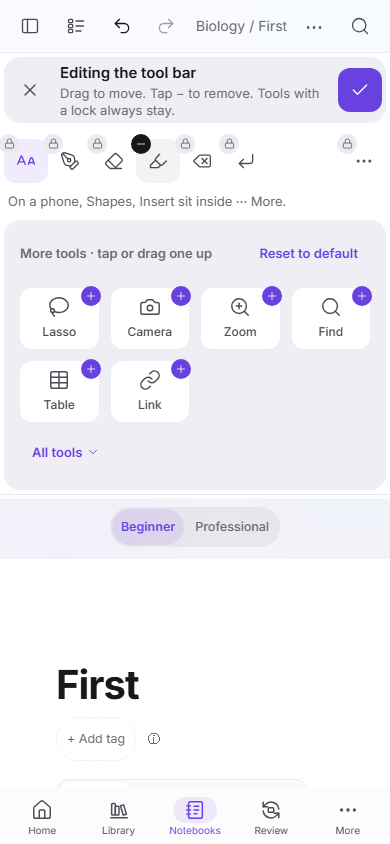 Biology / First
Editing the tool bar
Drag to move. Tap – to remove. Tools with
a lock always stay.
AA
On a phone, Shapes, Insert sit inside ··· More.
More tools · tap or drag one up
Reset to default
Lasso
Camera
Zoom
Find
Table
Link
All tools
Beginner
Professional
First
+ Add tag
Home
Library
Notebooks
Review
More